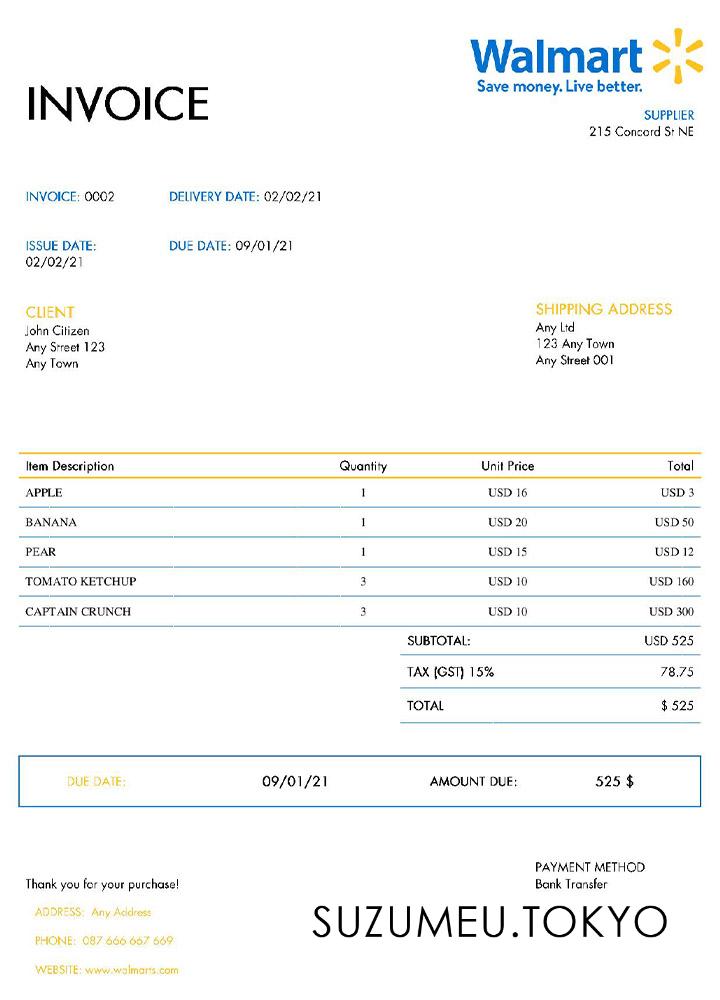 Walmart
Save money. Live better.
INVOICE
SUPPLIER
215 Concord St NE
INVOICE: 0002 DELIVERY DATE: 02/02/21
ISSUE DATE: DUE DATE: 09/01/21
02/02/21
CLIENT
John Citizen
Any Street 123
Any Town
SHIPPING ADDRESS
Any Ltd
123 Any Town
Any Street 001
Item Description Quantity Unit Price Total
APPLE 1 USD 16 USD 3
BANANA 1 USD 20 USD 50
PEAR 1 USD 15 USD 12
TOMATO KETCHUP 3 USD 10 USD 160
CAPTAIN CRUNCH 3 USD 10 USD 300
SUBTOTAL: USD 525
TAX (GST) 15% 78.75
TOTAL $ 525
DUE DATE: 09/01/21 AMOUNT DUE: 525 $
PAYMENT METHOD
Bank Transfer
Thank you for your purchase!
ADDRESS: Any Address
PHONE: 087 666 667 669
WEBSITE: www.walmarts.com
SUZUMEU.TOKYO